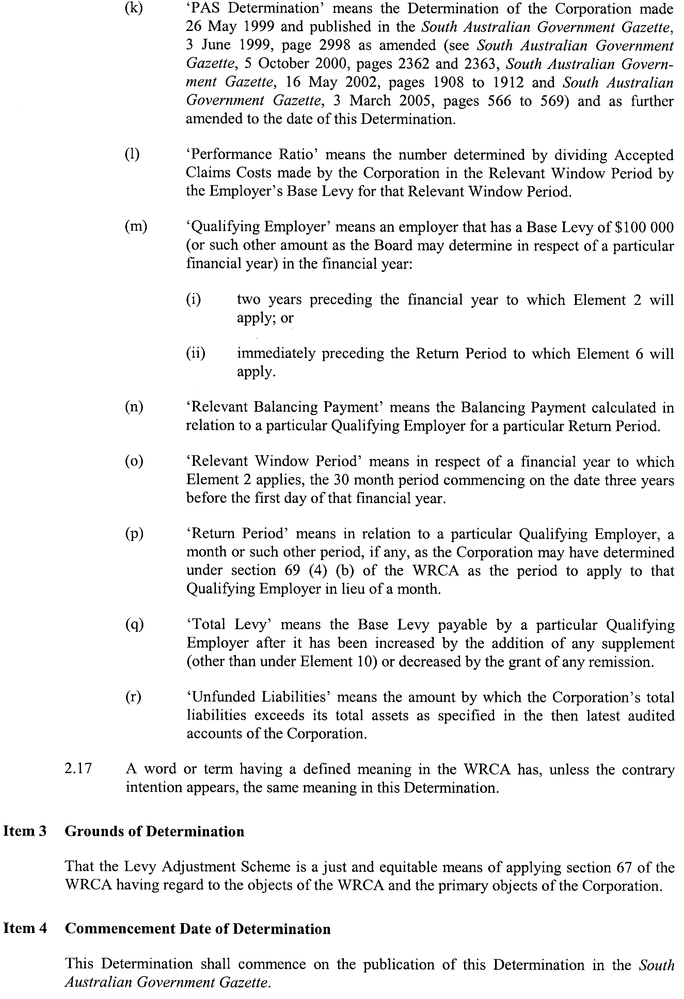 (k) ‘PAS Determination’ means the Determination of the Corporation made
26 May 1999 and published in the South Australian Government Gazette,
3 June 1999, page 2998 as amended (see South Australian Government
Gazette, 5 October 2000, pages 2362 and 2363, South Australian Govern-
ment Gazette, 16 May 2002, pages 1908 to 1912 and South Australian
Government Gazette, 3 March 2005, pages 566 to 569) and as further
amended to the date of this Determination.
(l) ‘Performance Ratio’ means the number determined by dividing Accepted
Claims Costs made by the Corporation in the Relevant Window Period by
the Employer’s Base Levy for that Relevant Window Period.
(m) ‘Qualifying Employer’ means an employer that has a Base Levy of $100 000
(or such other amount as the Board may determine in respect of a particular
financial year) in the financial year:
(i) two years preceding the financial year to which Element 2 will
apply; or
(ii) immediately preceding the Return Period to which Element 6 will
apply.
(n) ‘Relevant Balancing Payment’ means the Balancing Payment calculated in
relation to a particular Qualifying Employer for a particular Return Period.
(o) ‘Relevant Window Period’ means in respect of a financial year to which
Element 2 applies, the 30 month period commencing on the date three years
before the first day of that financial year.
(p) ‘Return Period’ means in relation to a particular Qualifying Employer, a
month or such other period, if any, as the Corporation may have determined
under section 69 (4) (b) of the WRCA as the period to apply to that
Qualifying Employer in lieu of a month.
(q) ‘Total Levy’ means the Base Levy payable by a particular Qualifying
Employer after it has been increased by the addition of any supplement
(other than under Element 10) or decreased by the grant of any remission.
(r) ‘Unfunded Liabilities’ means the amount by which the Corporation’s total
liabilities exceeds its total assets as specified in the then latest audited
accounts of the Corporation.
2.17 A word or term having a defined meaning in the WRCA has, unless the contrary
intention appears, the same meaning in this Determination.
Item 3 Grounds of Determination
That the Levy Adjustment Scheme is a just and equitable means of applying section 67 of the
WRCA having regard to the objects of the WRCA and the primary objects of the Corporation.
Item 4 Commencement Date of Determination
This Determination shall commence on the publication of this Determination in the South
Australian Government Gazette.